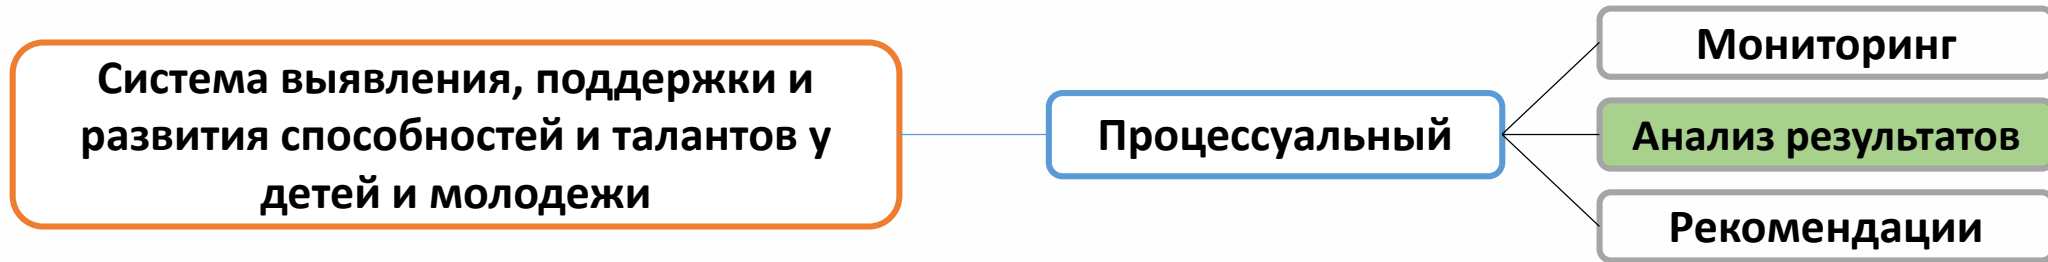 Система выявления, поддержки и
развития способностей и талантов у
детей и молодежи
Процессуальный
Мониторинг
Анализ результатов
Рекомендации